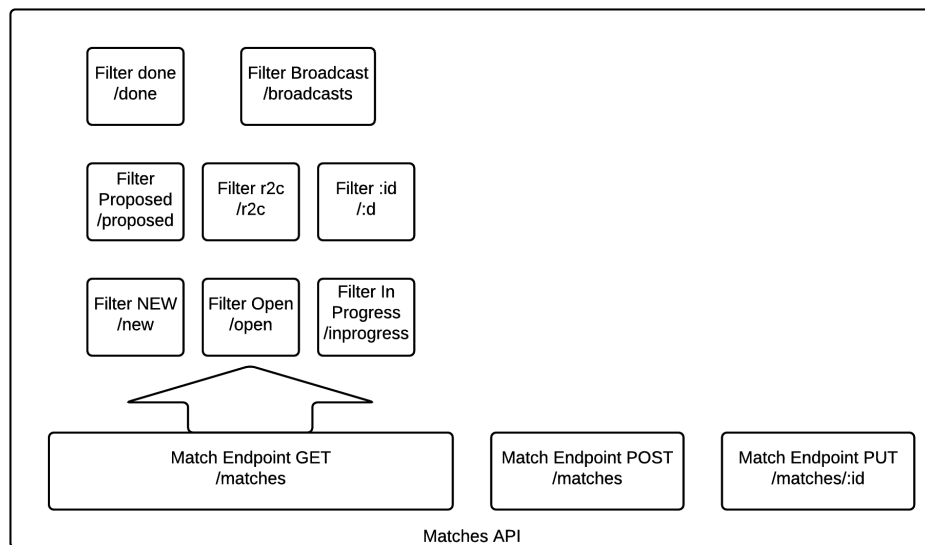 Filter done
/done
Filter Broadcast
/broadcasts
Filter
Proposed
/proposed
Filter r2c
/r2c
Filter :id
/:d
Filter NEW
/new
Filter Open
/open
Filter In
Progress
/inprogress
Match Endpoint GET
/matches
Match Endpoint POST
/matches
Match Endpoint PUT
/matches/:id
Matches API